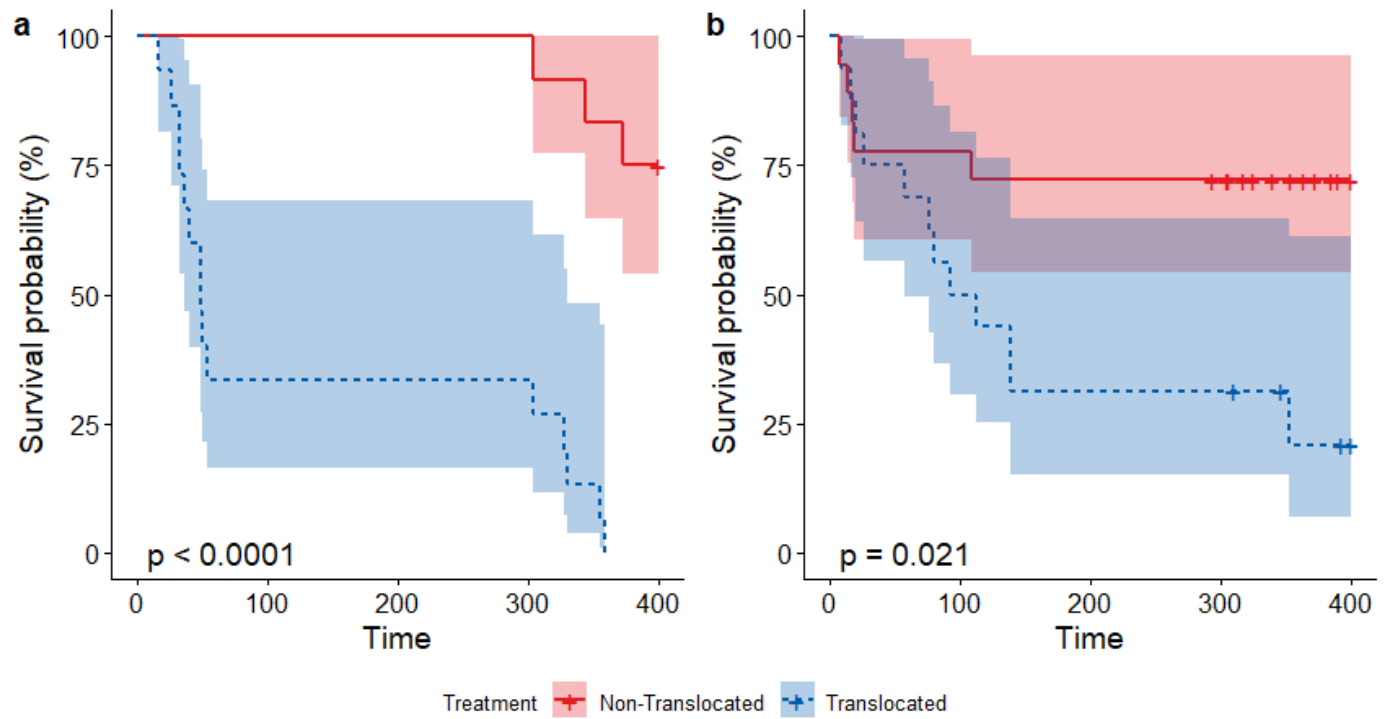 a
Survival probability (%)
100
75
50
25
0
p < 0.0001
0 100 200 300 400
Time
b
Survival probability (%)
100
75
50
25
0
p = 0.021
0 100 200 300 400
Time
Treatment Non-Translocated Translocated